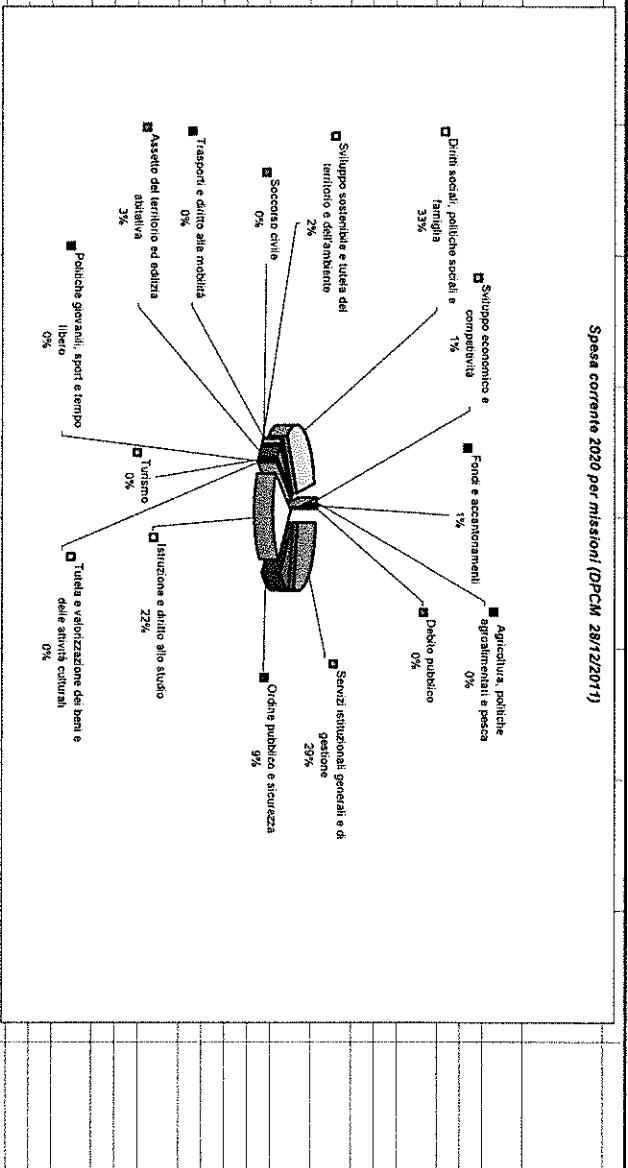 Spesa corrente 2020 per missioni (DPCM 28/12/2011)
Agricoltura, politiche
agroalimentari e pesca
0%
Fondi e accantonamenti
1%
Sviluppo economico e
competitività
1%
Debito pubblico
0%
Diritti sociali, politiche sociali e
famiglia
33%
Servizi istituzionali generali e di
gestione
29%
Sviluppo sostenibile e tutela del
territorio e dell'ambiente
2%
Soccorso civile
0%
Ordine pubblico e sicurezza
9%
Trasporti e diritto alla mobilità
0%
Istruzione e diritto allo studio
22%
Assetto del territorio ed edilizia
abitativa
3%
Turismo
0%
Politiche giovanili, sport e tempo
libero
0%
Tutela e valorizzazione dei beni e
delle attività culturali
0%